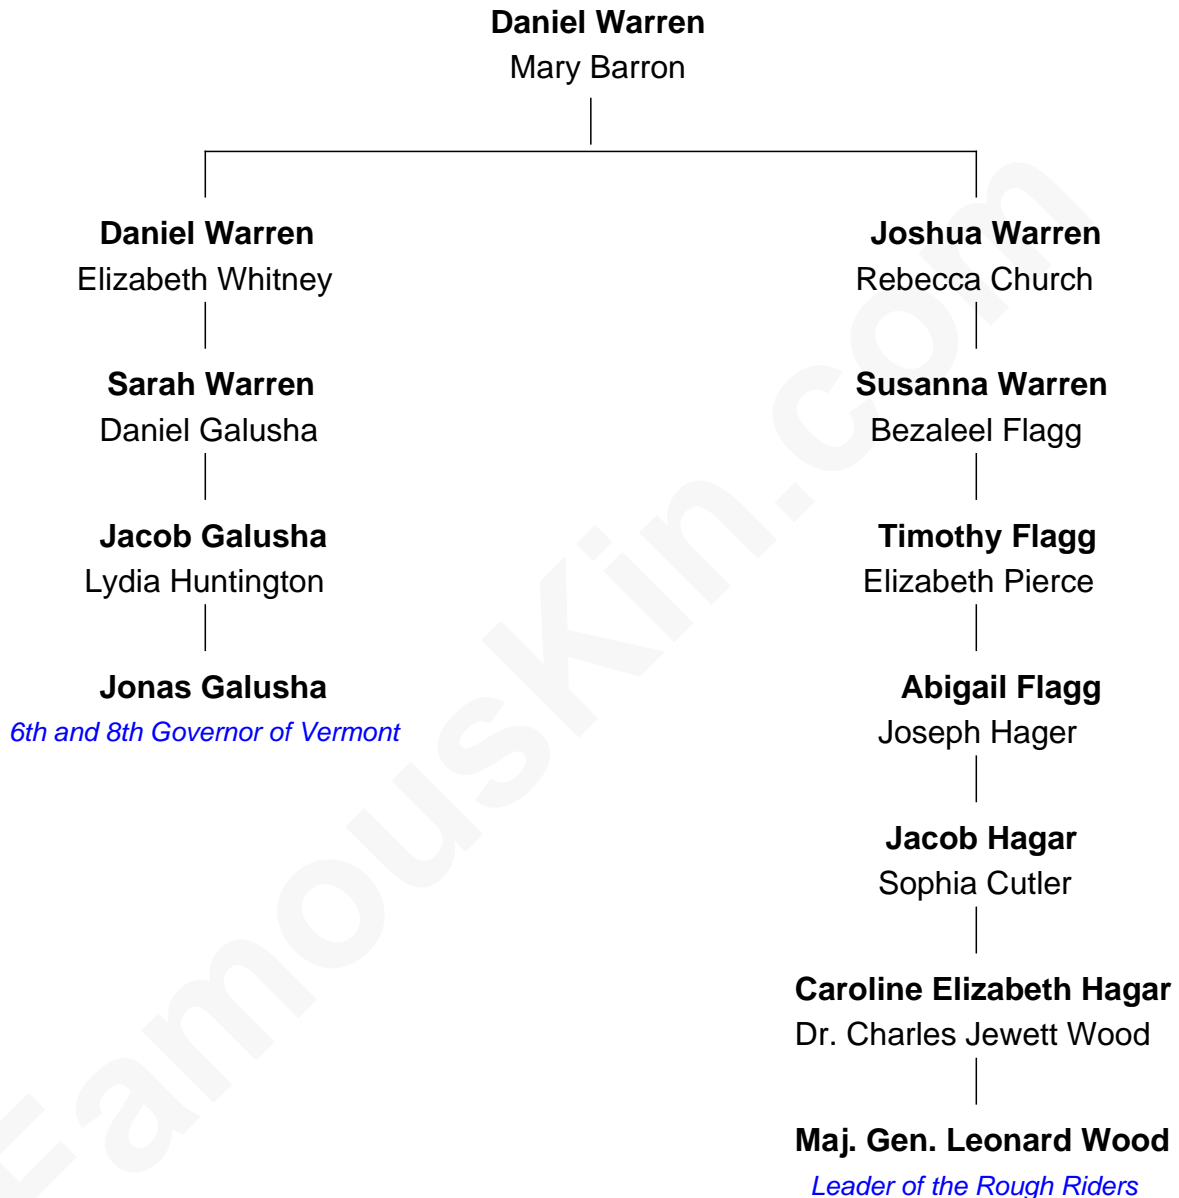 Daniel Warren
Mary Barron
Daniel Warren
Elizabeth Whitney
Sarah Warren
Daniel Galusha
Jacob Galusha
Lydia Huntington
Jonas Galusha
6th and 8th Governor of Vermont
Joshua Warren
Rebecca Church
Susanna Warren
Bezaleel Flagg
Timothy Flagg
Elizabeth Pierce
Abigail Flagg
Joseph Hager
Jacob Hagar
Sophia Cutler
Caroline Elizabeth Hagar
Dr. Charles Jewett Wood
Maj. Gen. Leonard Wood
Leader of the Rough Riders
FamousKin.com